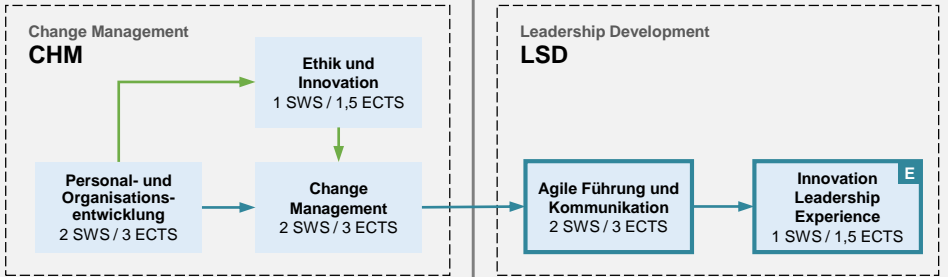 Change Management
CHM
Ethik und
Innovation
1 SWS / 1,5 ECTS
Personal- und
Organisations-
entwicklung
2 SWS / 3 ECTS
Change
Management
2 SWS / 3 ECTS
Leadership Development
LSD
Agile Führung und
Kommunikation
2 SWS / 3 ECTS
E
Innovation
Leadership
Experience
1 SWS / 1,5 ECTS